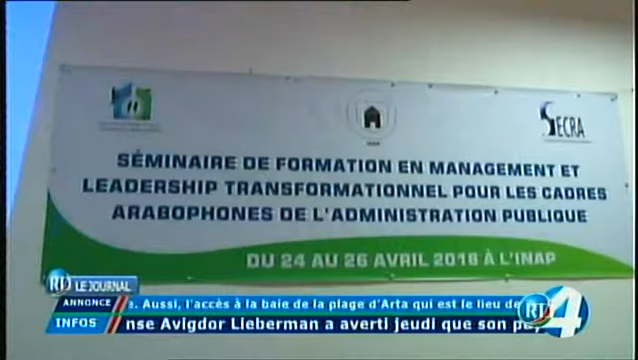 SECRA
SÉMINAIRE DE FORMATION EN MANAGEMENT ET
LEADERSHIP TRANSFORMATIONNEL POUR LES CADRES
ARABOPHONES DE L'ADMINISTRATION PUBLIQUE
DU 24 AU 26 AVRIL 2018 À L'INAP
RTD LE JOURNAL
ANNONCE e. Aussi, l'accès à la baie de la plage d'Arta qui est le lieu de
INFOS nse Avigdor Lieberman a averti jeudi que son pay
RTD 4